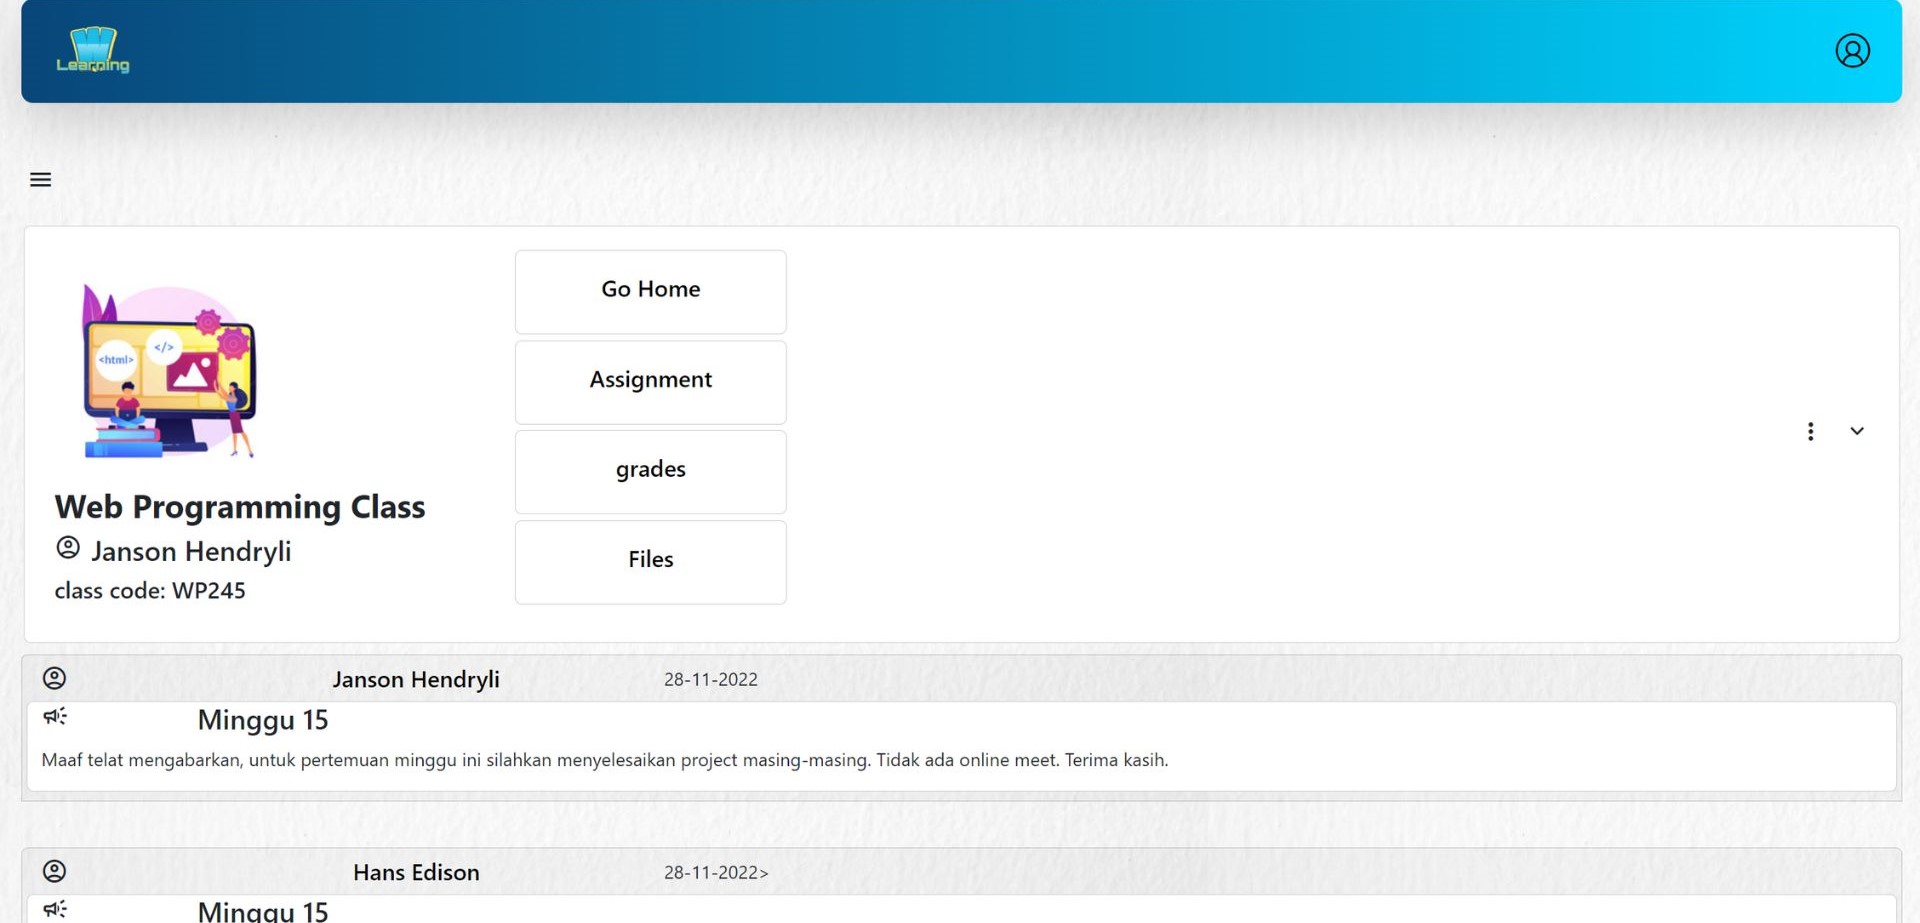 W
Learning
Go Home
Assignment
grades
Files
<html>
</>
Web Programming Class
Janson Hendryli
class code: WP245
Janson Hendryli 28-11-2022
Minggu 15
Maaf telat mengabarkan, untuk pertemuan minggu ini silahkan menyelesaikan project masing-masing. Tidak ada online meet. Terima kasih.
Hans Edison 28-11-2022>
Minggu 15